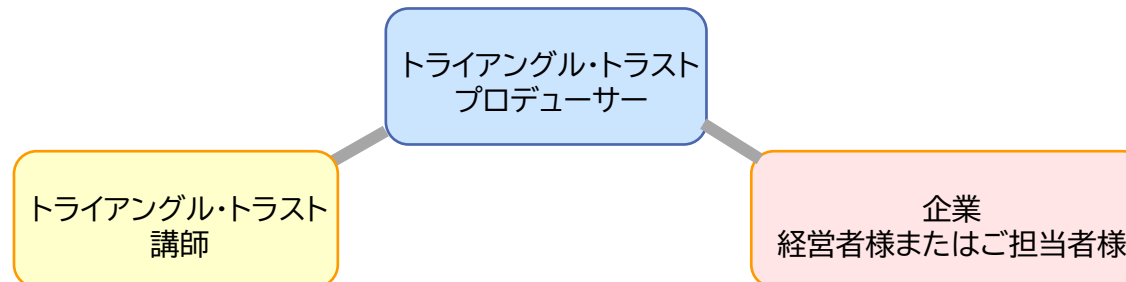 トライアングル・トラスト
プロデューサー
トライアングル・トラスト
講師
企業
経営者様またはご担当者様